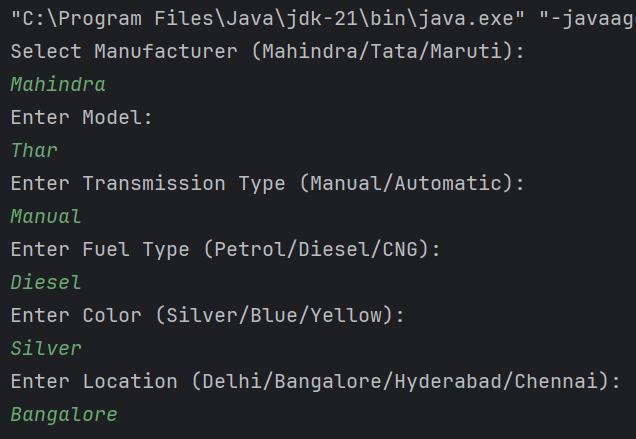 "C:\Program Files\Java\jdk-21\bin\java.exe" "-javaag
Select Manufacturer (Mahindra/Tata/Maruti):
Mahindra
Enter Model:
Thar
Enter Transmission Type (Manual/Automatic):
Manual
Enter Fuel Type (Petrol/Diesel/CNG):
Diesel
Enter Color (Silver/Blue/Yellow):
Silver
Enter Location (Delhi/Bangalore/Hyderabad/Chennai):
Bangalore